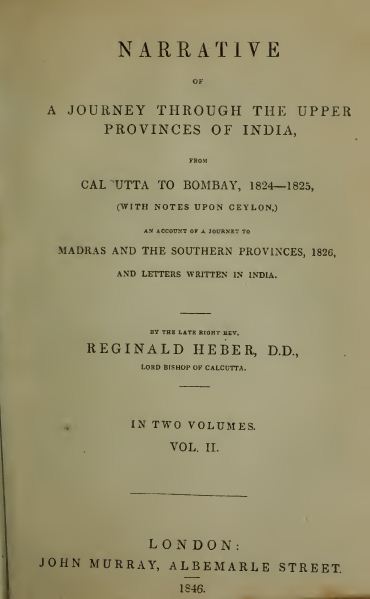 NARRATIVE
OF
A JOURNEY THROUGH THE UPPER
PROVINCES OF INDIA,
FROM
CALCUTTA TO BOMBAY, 1824—1825,
(WITH NOTES UPON CEYLON,)
AN ACCOUNT OF A JOURNEY TO
MADRAS AND THE SOUTHERN PROVINCES, 1826,
AND LETTERS WRITTEN IN INDIA.
BY THE LATE RIGHT REV.
REGINALD HEBER, D.D.,
LORD BISHOP OF CALCUTTA.
IN TWO VOLUMES.
VOL. II.
LONDON:
JOHN MURRAY, ALBEMARLE STREET.
1846.